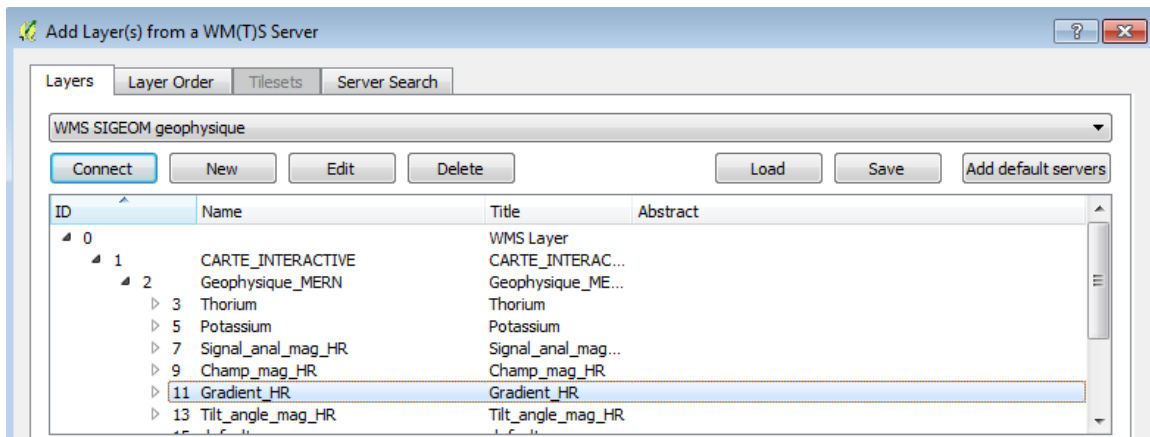 Add Layer(s) from a WM(T)S Server
Layers Layer Order Tilesets Server Search
WMS SIGEOM geophysique
Connect New Edit Delete Load Save Add default servers
ID Name Title Abstract
0 WMS Layer
1 CARTE_INTERACTIVE CARTE_INTERAC...
2 Geophysique_MERN Geophysique_ME...
3 Thorium Thorium
5 Potassium Potassium
7 Signal_anal_mag_HR Signal_anal_mag...
9 Champ_mag_HR Champ_mag_HR
11 Gradient_HR Gradient_HR
13 Tilt_angle_mag_HR Tilt_angle_mag_HR